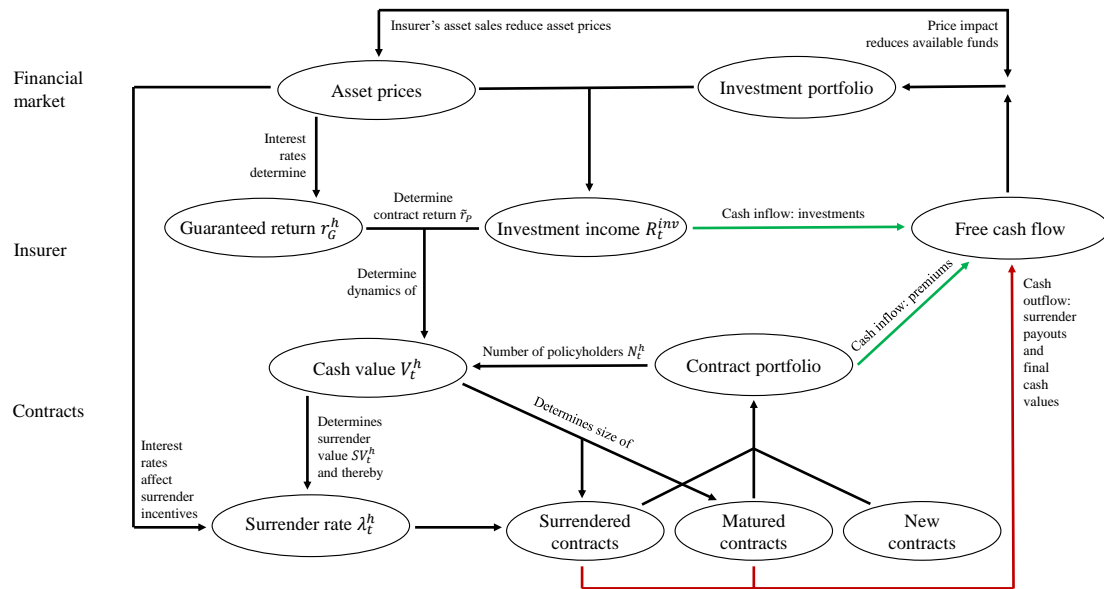 Insurer's asset sales reduce asset prices
Price impact
reduces available funds
Financial
market
Asset prices
Investment portfolio
Interest
rates
determine
Determine
contract return r̃_P
Guaranteed return r_G^h
Investment income R_t^{inv}
Cash inflow: investments
Free cash flow
Insurer
Determine
dynamics of
Cash inflow: premiums
Cash
outflow:
surrender
payouts
and
final
cash
values
Number of policyholders N_t^h
Cash value V_t^h
Contract portfolio
Contracts
Determines
surrender
value SV_t^h
and thereby
Determines size of
Interest
rates
affect
surrender
incentives
Surrender rate λ_t^h
Surrendered
contracts
Matured
contracts
New
contracts